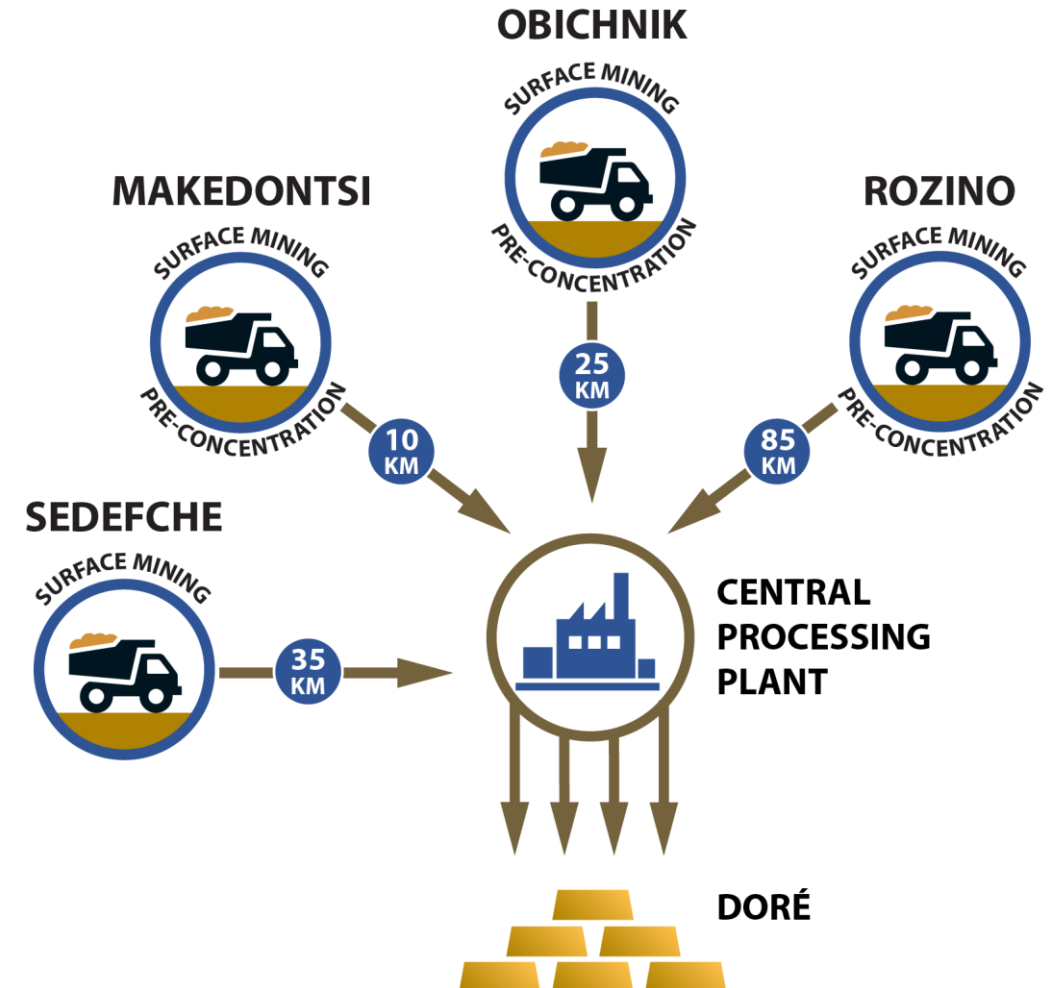 OBICHNIK
SURFACE MINING
PRE-CONCENTRATION
25
KM
MAKEDONTSI
SURFACE MINING
PRE-CONCENTRATION
10
KM
ROZINO
SURFACE MINING
PRE-CONCENTRATION
85
KM
SEDEFCHE
SURFACE MINING
35
KM
CENTRAL
PROCESSING
PLANT
DORÉ